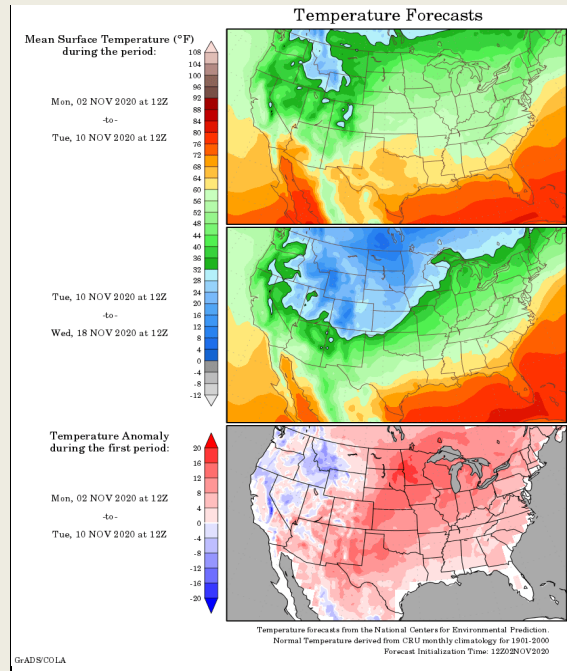 Temperature Forecasts
Mean Surface Temperature (°F)
during the period:
Mon, 02 NOV 2020 at 12Z
-to-
Tue, 10 NOV 2020 at 12Z
108
104
100
96
92
88
84
80
76
72
68
64
60
56
52
48
44
40
36
32
28
24
20
16
12
8
4
0
-4
-8
-12
Tue, 10 NOV 2020 at 12Z
-to-
Wed, 18 NOV 2020 at 12Z
Temperature Anomaly
during the first period:
Mon, 02 NOV 2020 at 12Z
-to-
Tue, 10 NOV 2020 at 12Z
20
16
12
8
4
0
-4
-8
-12
-16
-20
Temperature forecasts from the National Centers for Environmental Prediction.
Normal Temperature derived from CRU monthly climatology for 1901-2000
Forecast Initialization Time: 12Z02NOV2020
GrADS/COLA